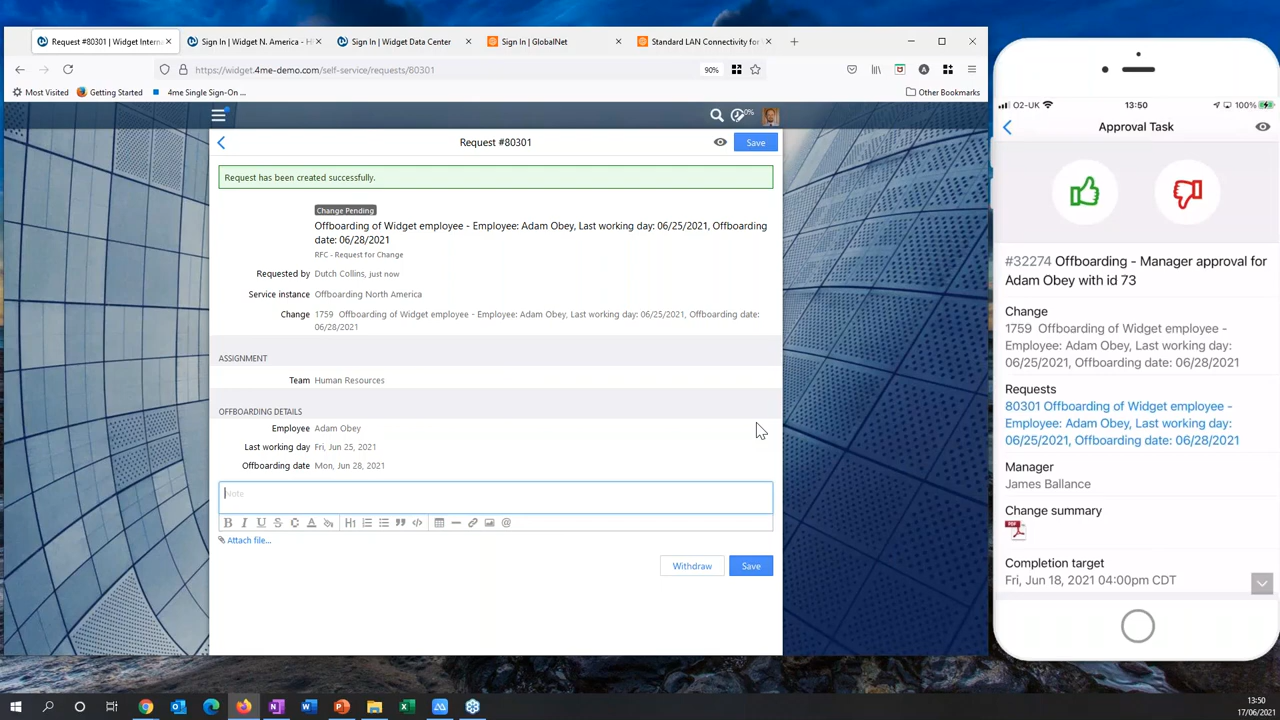 Request #80301 | Widget Intern
Sign In | Widget N. America - H
Sign In | Widget Data Center
Sign In | GlobalNet
Standard LAN Connectivity for
https://widget.4me-demo.com/self-service/requests/80301
90%
Most Visited
Getting Started
4me Single Sign-On ...
Other Bookmarks
0%
Request #80301
Save
Request has been created successfully.
Change Pending
Offboarding of Widget employee - Employee: Adam Obey, Last working day: 06/25/2021, Offboarding
date: 06/28/2021
RFC - Request for Change
Requested by Dutch Collins, just now
Service instance Offboarding North America
Change 1759 Offboarding of Widget employee - Employee: Adam Obey, Last working day: 06/25/2021, Offboarding date:
06/28/2021
ASSIGNMENT
Team Human Resources
OFFBOARDING DETAILS
Employee Adam Obey
Last working day Fri, Jun 25, 2021
Offboarding date Mon, Jun 28, 2021
Note
B I U S A H1 @
Attach file...
Withdraw
Save
O2-UK
13:50
100%
Approval Task
#32274 Offboarding - Manager approval for
Adam Obey with id 73
Change
1759 Offboarding of Widget employee -
Employee: Adam Obey, Last working day:
06/25/2021, Offboarding date: 06/28/2021
Requests
80301 Offboarding of Widget employee -
Employee: Adam Obey, Last working day:
06/25/2021, Offboarding date: 06/28/2021
Manager
James Ballance
Change summary
PDF
Completion target
Fri, Jun 18, 2021 04:00pm CDT
13:50
17/06/2021